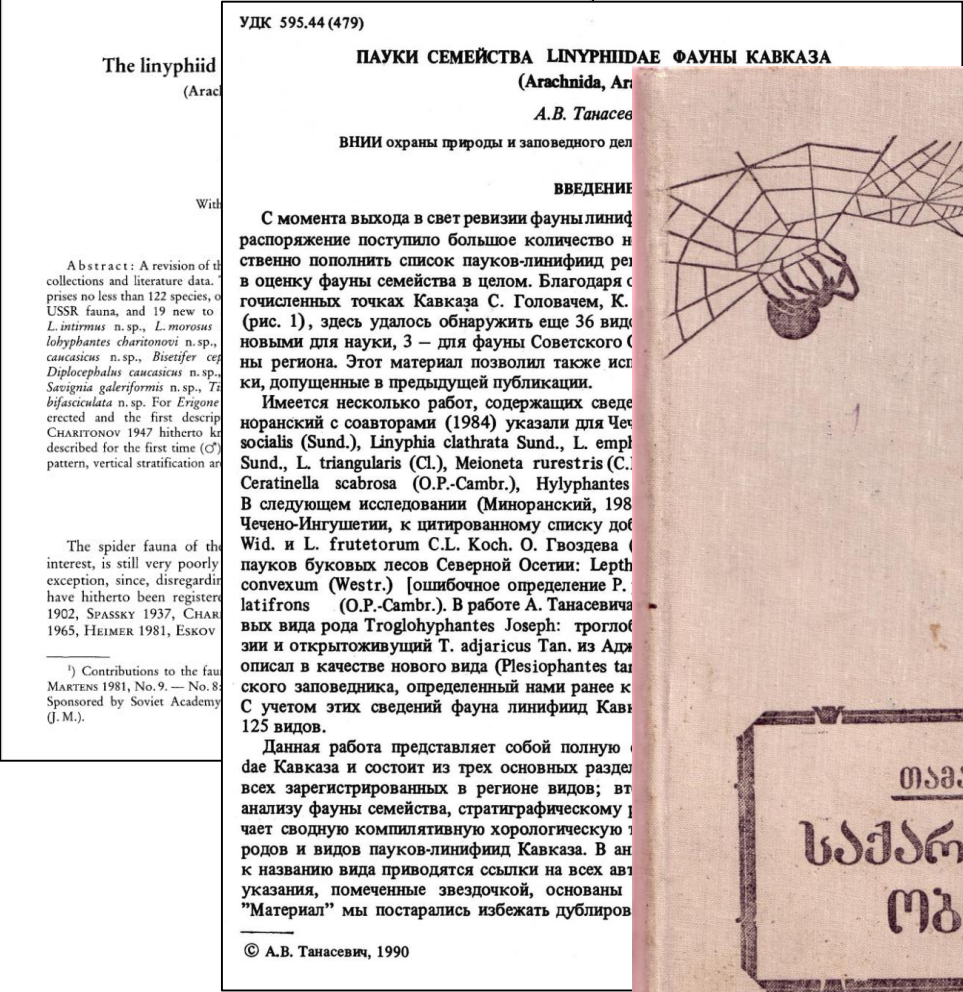 The linyphiid
(Aracl
With
Abstract: A revision of th
collections and literature data.
prises no less than 122 species, o
USSR fauna, and 19 new to
L. intirmus n. sp., L. morosus
lohyphantes charitonovi n. sp.,
caucasicus n. sp., Bisetifer cep
Diplocephalus caucasicus n. sp.,
Savignia galeriformis n. sp., Ti
bifasciculata n. sp. For Erigone
erected and the first descrip
CHARITONOV 1947 hitherto kr
described for the first time (♂)
pattern, vertical stratification ar
The spider fauna of the
interest, is still very poorly
exception, since, disregardin
have hitherto been registere
1902, SPASSKY 1937, CHAR
1965, HEIMER 1981, ESKOV
¹) Contributions to the fau
MARTENS 1981, No. 9. — No. 8:
Sponsored by Soviet Academy
(J. M.).
УДК 595.44 (479)
ПАУКИ СЕМЕЙСТВА LINYPHIIDAE ФАУНЫ КАВКАЗА
(Arachnida, Ara
А.В. Танасев
ВНИИ охраны природы и заповедного дел
ВВЕДЕНИЕ
С момента выхода в свет ревизии фауны линиф
распоряжение поступило большое количество н
ственно пополнить список пауков-линифиид рег
в оценку фауны семейства в целом. Благодаря с
гочисленных точках Кавказа С. Головачем, К.
(рис. 1), здесь удалось обнаружить еще 36 видо
новыми для науки, 3 — для фауны Советского С
ны региона. Этот материал позволил также исп
ки, допущенные в предыдущей публикации.
Имеется несколько работ, содержащих сведе
норанский с соавторами (1984) указали для Чеч
socialis (Sund.), Linyphia clathrata Sund., L. emph
Sund., L. triangularis (Cl.), Meioneta rurestris (C.
Ceratinella scabrosa (O.P.-Cambr.), Hylyphantes
В следующем исследовании (Миноранский, 198
Чечено-Ингушетии, к цитированному списку доб
Wid. и L. frutetorum C.L. Koch. О. Гвоздева (
пауков буковых лесов Северной Осетии: Lepth
convexum (Westr.) [ошибочное определение P.
latifrons (O.P.-Cambr.). В работе А. Танасевича
вых вида рода Troglohyphantes Joseph: троглоб
зии и открытоживущий T. adjaricus Tan. из Адж
описал в качестве нового вида (Plesiophantes tan
ского заповедника, определенный нами ранее к
С учетом этих сведений фауна линифиид Кавк
125 видов.
Данная работа представляет собой полную
dae Кавказа и состоит из трех основных раздел
всех зарегистрированных в регионе видов; вт
анализу фауны семейства, стратиграфическому р
чает сводную компилятивную хорологическую т
родов и видов пауков-линифиид Кавказа. В ан
к названию вида приводятся ссылки на всех авт
указания, помеченные звездочкой, основаны
”Материал” мы постарались избежать дублиров
© А.В. Танасевич, 1990
თამა
საქარ
ობ